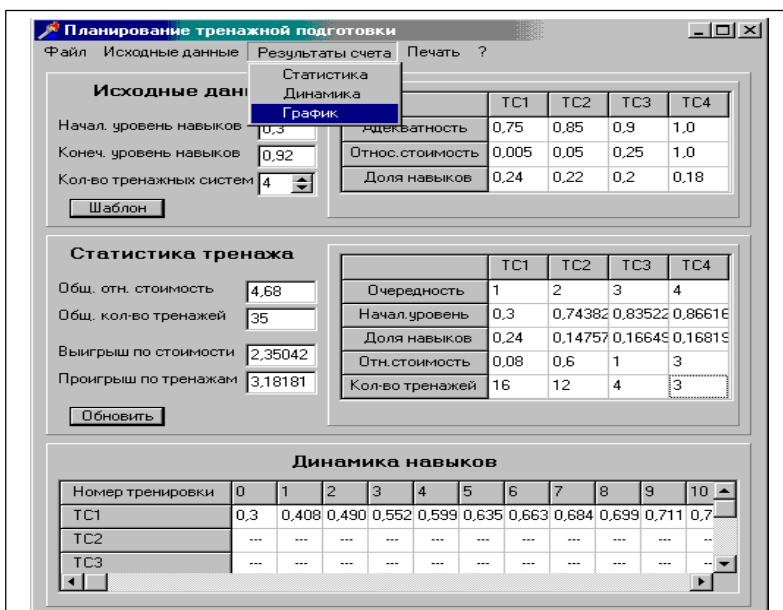 Планирование тренажной подготовки
Файл Исходные данные Результаты счета Печать ?
Статистика
Динамика
График
Исходные дан
Начал. уровень навыков 0,3
Конеч. уровень навыков 0,92
Кол-во тренажных систем 4
Шаблон
ТС1 ТС2 ТС3 ТС4
Адекватность 0,75 0,85 0,9 1,0
Относ.стоимость 0,005 0,05 0,25 1,0
Доля навыков 0,24 0,22 0,2 0,18
Статистика тренажа
Общ. отн. стоимость 4,68
Общ. кол-во тренажей 35
Выигрыш по стоимости 2,35042
Проигрыш по тренажам 3,18181
Обновить
ТС1 ТС2 ТС3 ТС4
Очередность 1 2 3 4
Начал.уровень 0,3 0,74382 0,83522 0,86616
Доля навыков 0,24 0,14757 0,16649 0,16819
Отн.стоимость 0,08 0,6 1 3
Кол-во тренажей 16 12 4 3
Динамика навыков
Номер тренировки 0 1 2 3 4 5 6 7 8 9 10
ТС1 0,3 0,408 0,490 0,552 0,599 0,635 0,663 0,684 0,699 0,711 0,7
ТС2 --- --- --- --- --- --- --- --- --- --- --
ТС3 --- --- --- --- --- --- --- --- --- --- --